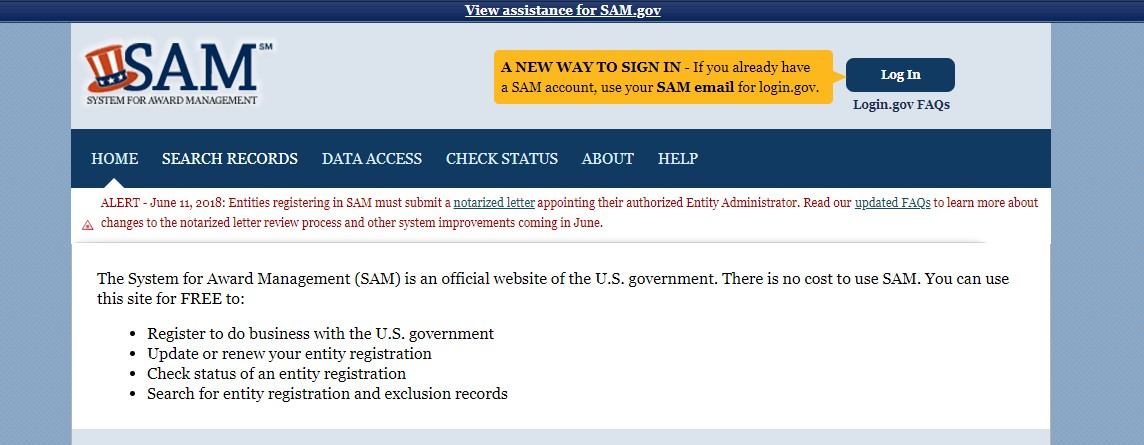 View assistance for SAM.gov
SAM SM
SYSTEM FOR AWARD MANAGEMENT
A NEW WAY TO SIGN IN - If you already have
a SAM account, use your SAM email for login.gov.
Log In
Login.gov FAQs
HOME SEARCH RECORDS DATA ACCESS CHECK STATUS ABOUT HELP
ALERT - June 11, 2018: Entities registering in SAM must submit a notarized letter appointing their authorized Entity Administrator. Read our updated FAQs to learn more about
changes to the notarized letter review process and other system improvements coming in June.
The System for Award Management (SAM) is an official website of the U.S. government. There is no cost to use SAM. You can use
this site for FREE to:
• Register to do business with the U.S. government
• Update or renew your entity registration
• Check status of an entity registration
• Search for entity registration and exclusion records